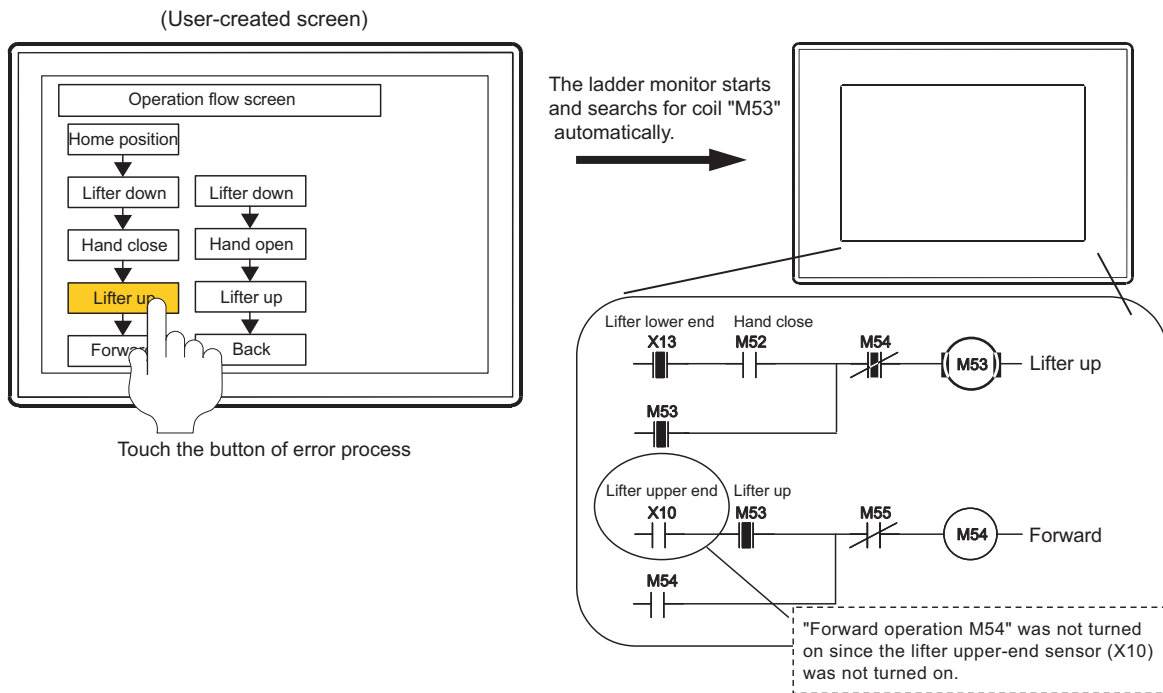 (User-created screen)
Operation flow screen
Home position
Lifter down
Hand close
Lifter up
Forward
Lifter down
Hand open
Lifter up
Back
Touch the button of error process
The ladder monitor starts
and searchs for coil "M53"
automatically.
Lifter lower end Hand close
X13 M52 M54
M53 Lifter up
M53
Lifter upper end Lifter up
X10 M53 M55
M54 Forward
M54
"Forward operation M54" was not turned
on since the lifter upper-end sensor (X10)
was not turned on.